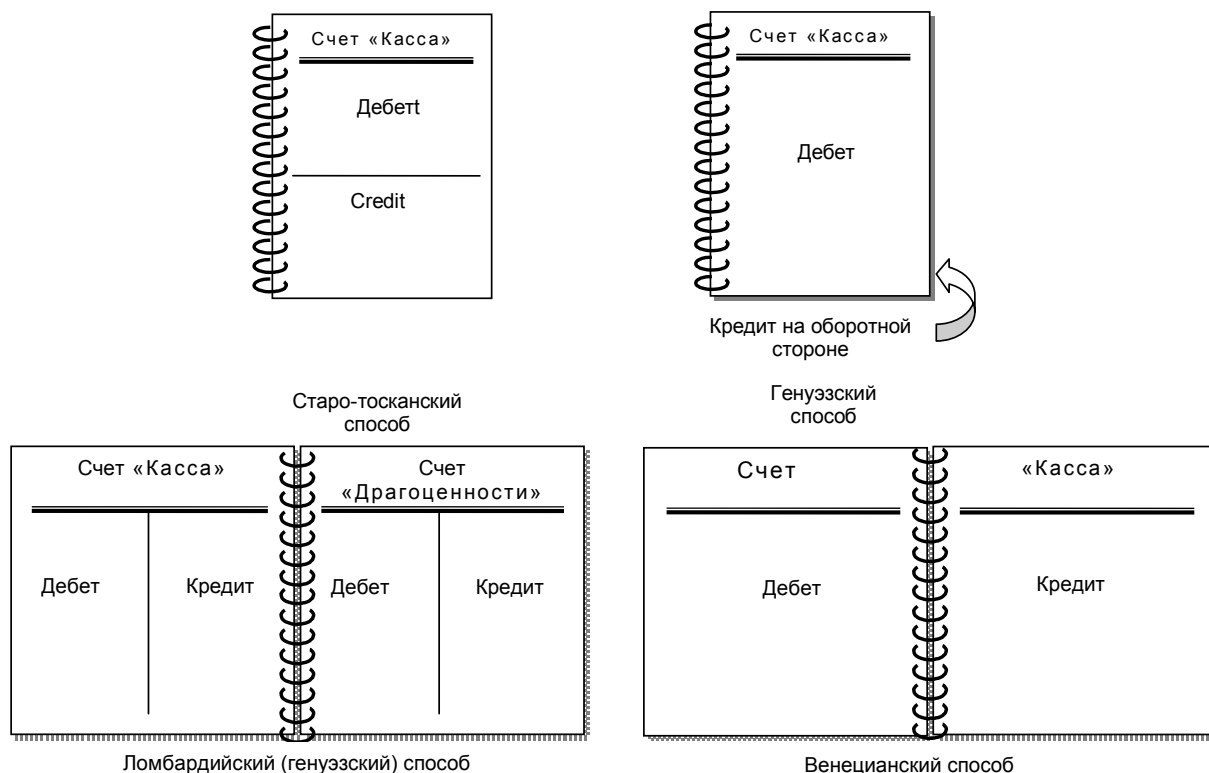 Счет «Касса»
Дебетt
Credit
Старо-тосканский
способ
Счет «Касса»
Дебет
Кредит на оборотной
стороне
Генуэзский
способ
Счет «Касса»
Дебет
Кредит
Счет
«Драгоценности»
Дебет
Кредит
Ломбардийский (генуэзский) способ
Счет
«Касса»
Дебет
Кредит
Венецианский способ